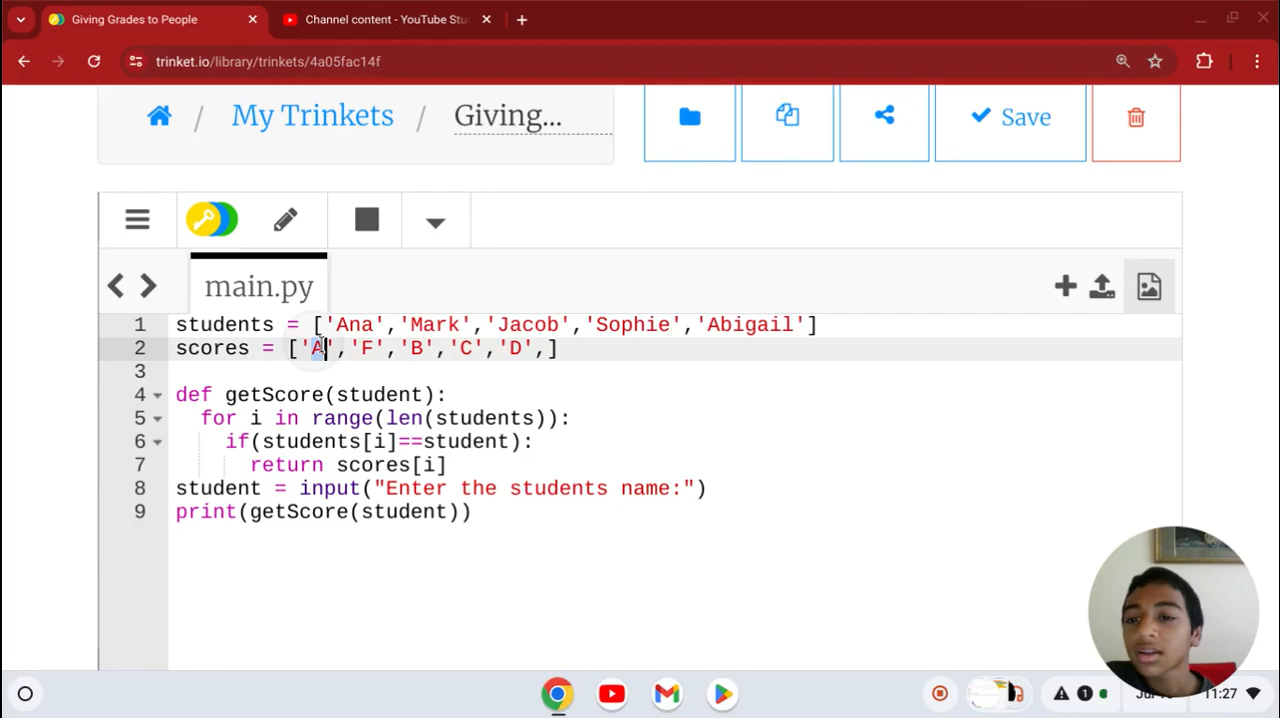 Giving Grades to People
Channel content - YouTube Stu
trinket.io/library/trinkets/4a05fac14f
/ My Trinkets / Giving...
Save
main.py
1 students = ['Ana','Mark','Jacob','Sophie','Abigail']
2 scores = ['A','F','B','C','D',]
3
4 def getScore(student):
5 for i in range(len(students)):
6 if(students[i]==student):
7 return scores[i]
8 student = input("Enter the students name:")
9 print(getScore(student))
1
11:27